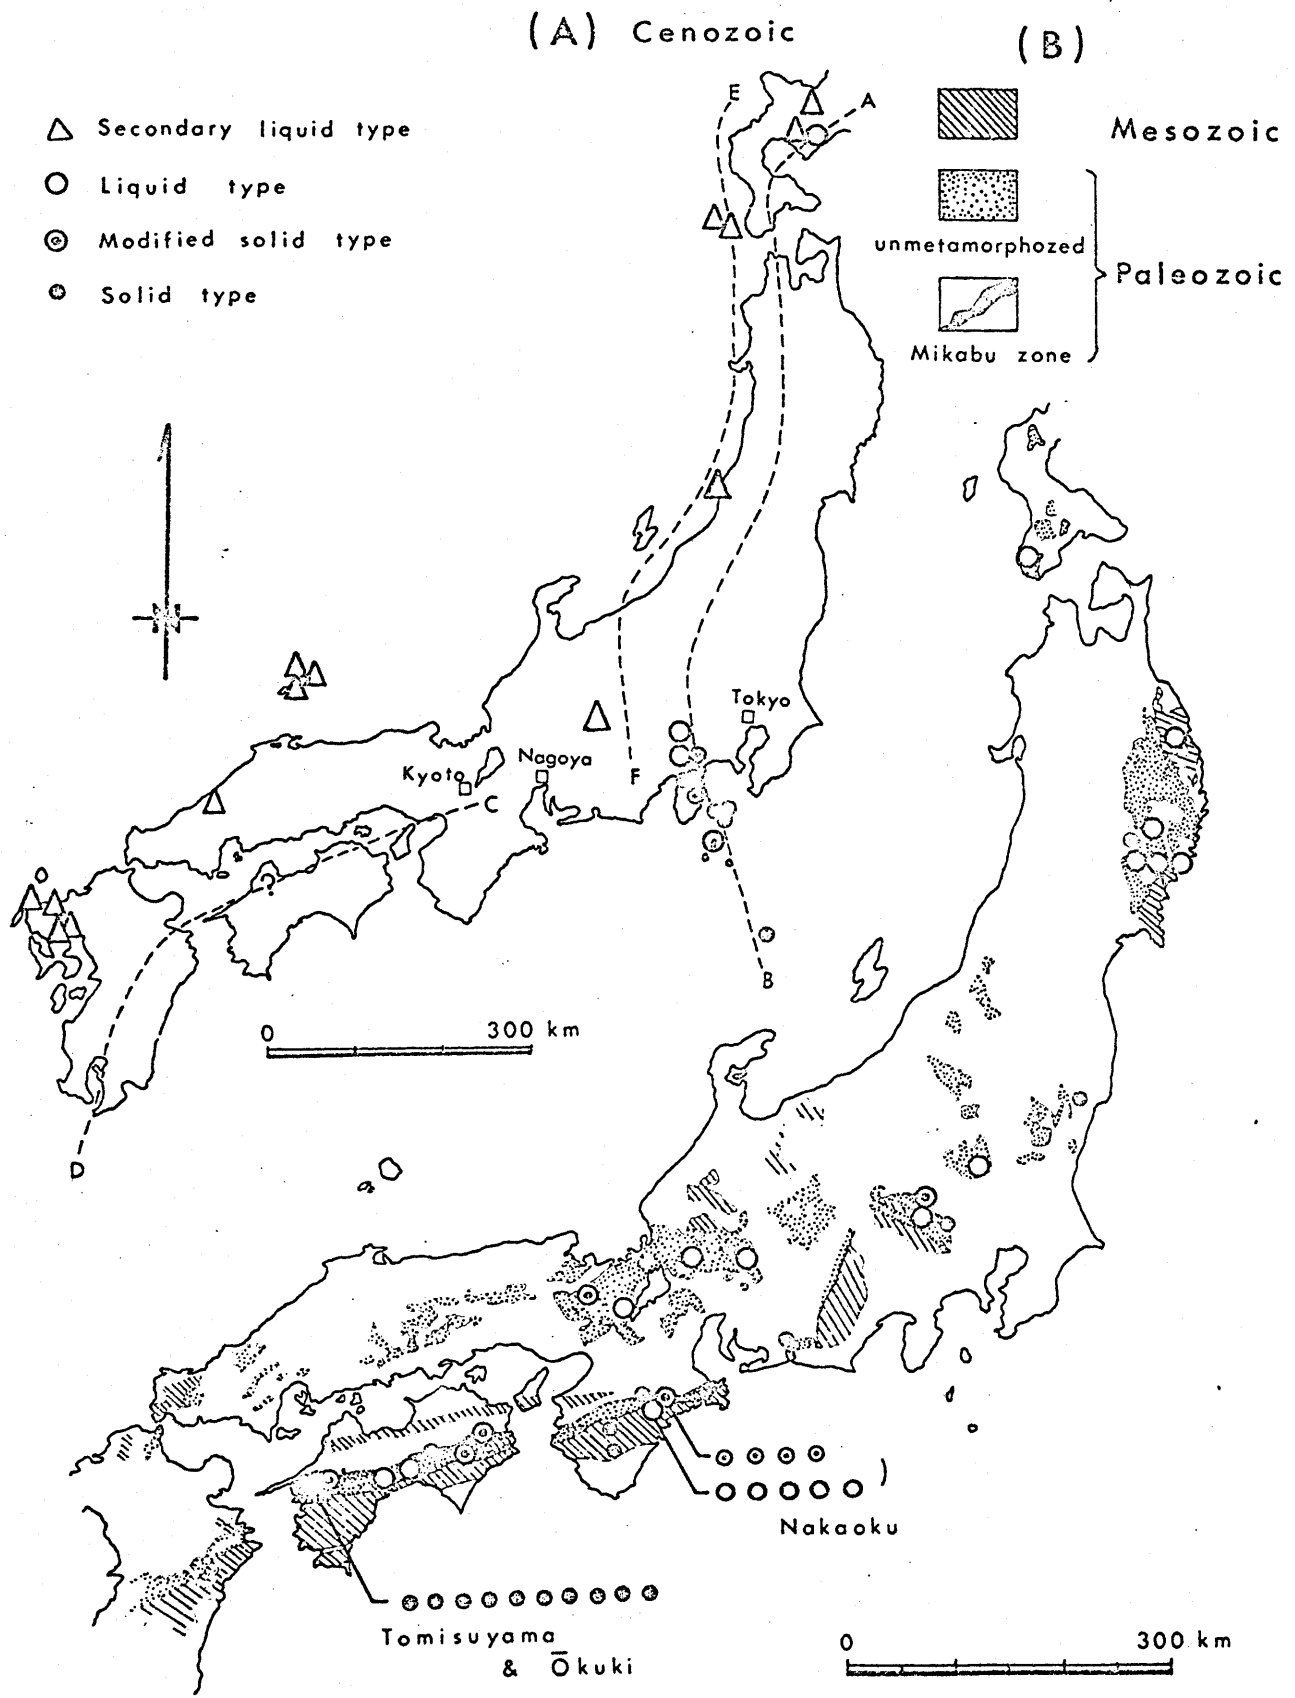 (A) Cenozoic
(B)
Secondary liquid type
Liquid type
Modified solid type
Solid type
Mesozoic
unmetamorphozed
Paleozoic
Mikabu zone
E
A
Tokyo
Nagoya
Kyoto
F
C
?
B
D
0 300 km
Nakaoku
Tomisuyama
& Ōkuki
0 300 km